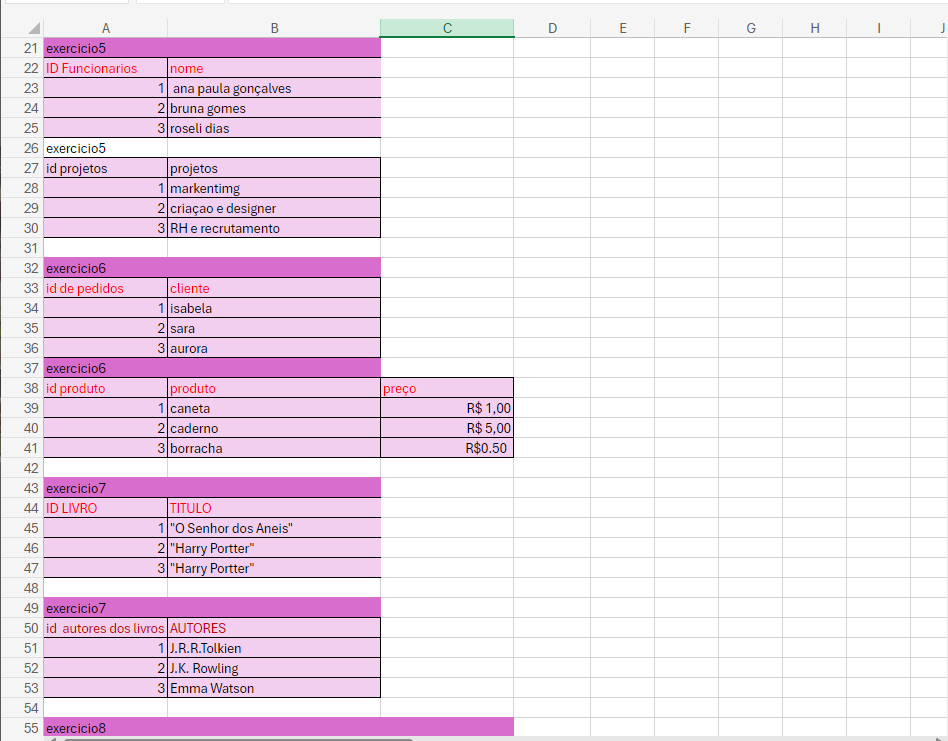 A B C D E F G H I J
21 exercicio5
22 ID Funcionarios nome
23 1 ana paula gonçalves
24 2 bruna gomes
25 3 roseli dias
26 exercicio5
27 id projetos projetos
28 1 markentimg
29 2 criaçao e designer
30 3 RH e recrutamento
31
32 exercicio6
33 id de pedidos cliente
34 1 isabela
35 2 sara
36 3 aurora
37 exercicio6
38 id produto produto preço
39 1 caneta R$ 1,00
40 2 caderno R$ 5,00
41 3 borracha R$0.50
42
43 exercicio7
44 ID LIVRO TITULO
45 1 "O Senhor dos Aneis"
46 2 "Harry Portter"
47 3 "Harry Portter"
48
49 exercicio7
50 id  autores dos livros AUTORES
51 1 J.R.R.Tolkien
52 2 J.K. Rowling
53 3 Emma Watson
54
55 exercicio8